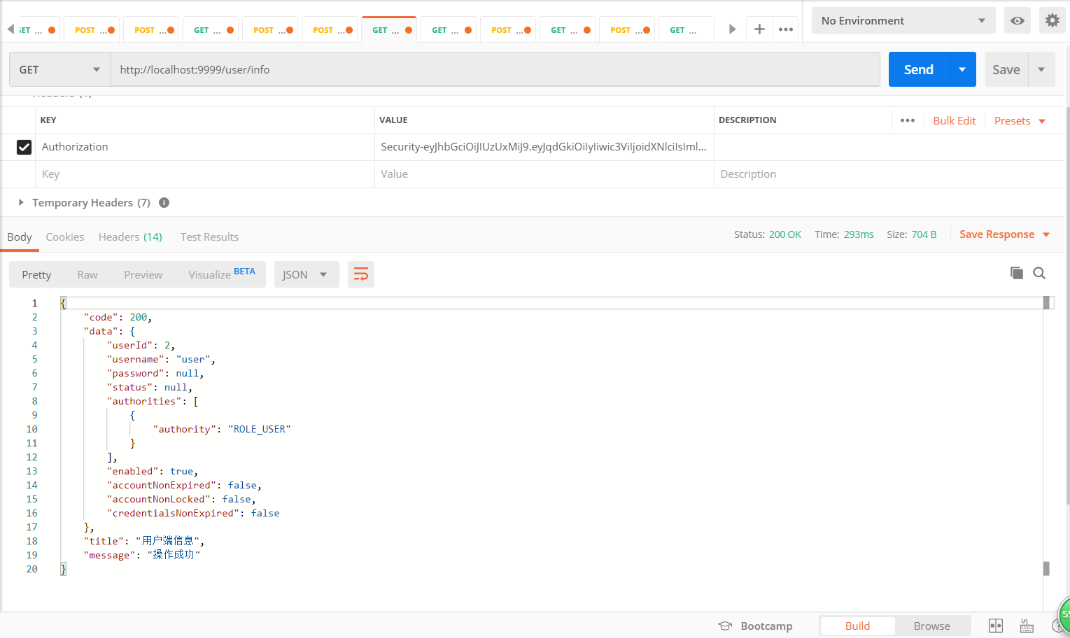 GET ... POST ... POST ... GET ... POST ... POST ... GET ... GET ... POST ... GET ... POST ... GET ... No Environment
GET http://localhost:9999/user/info Send Save
KEY VALUE DESCRIPTION ••• Bulk Edit Presets
Authorization Security-eyJhbGciOiJIUzUxMiJ9.eyJqdGkiOiIyIiwic3ViIjoidXNlciIsImI...
Key Value Description
Temporary Headers (7)
Body Cookies Headers (14) Test Results Status: 200 OK Time: 293ms Size: 704 B Save Response
Pretty Raw Preview Visualize BETA JSON
1 {
2 "code": 200,
3 "data": {
4 "userId": 2,
5 "username": "user",
6 "password": null,
7 "status": null,
8 "authorities": [
9 {
10 "authority": "ROLE_USER"
11 }
12 ],
13 "enabled": true,
14 "accountNonExpired": false,
15 "accountNonLocked": false,
16 "credentialsNonExpired": false
17 },
18 "title": "用户端信息",
19 "message": "操作成功"
20 }
Bootcamp Build Browse